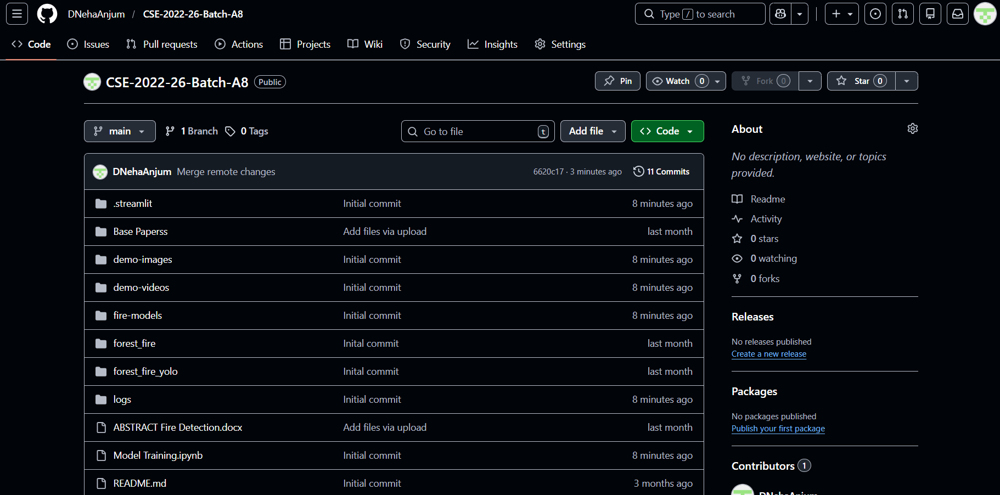 DNehaAnjum / CSE-2022-26-Batch-A8
Type / to search
Code Issues Pull requests Actions Projects Wiki Security Insights Settings
CSE-2022-26-Batch-A8 Public
Pin Watch 0 Fork 0 Star 0
main 1 Branch 0 Tags
Go to file t Add file Code
DNehaAnjum Merge remote changes 6620c17 · 3 minutes ago 11 Commits
.streamlit Initial commit 8 minutes ago
Base Paperss Add files via upload last month
demo-images Initial commit 8 minutes ago
demo-videos Initial commit 8 minutes ago
fire-models Initial commit 8 minutes ago
forest_fire Inital commit last month
forest_fire_yolo Inital commit last month
logs Initial commit 8 minutes ago
ABSTRACT Fire Detection.docx Add files via upload last month
Model Training.ipynb Initial commit 8 minutes ago
README.md Initial commit 3 months ago
About
No description, website, or topics
provided.
Readme
Activity
0 stars
0 watching
0 forks
Releases
No releases published
Create a new release
Packages
No packages published
Publish your first package
Contributors 1
DNehaAnjum